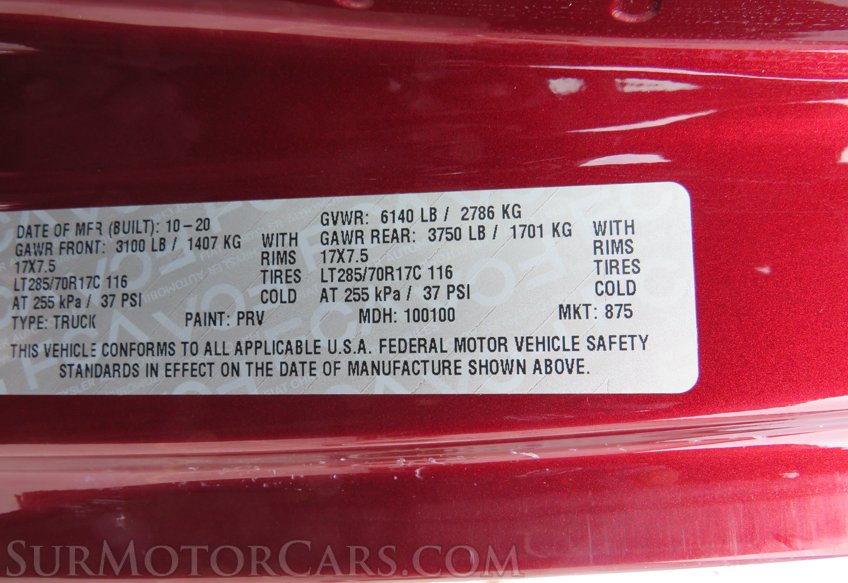 DATE OF MFR (BUILT): 10-20 GVWR: 6140 LB / 2786 KG
GAWR FRONT: 3100 LB / 1407 KG WITH GAWR REAR: 3750 LB / 1701 KG WITH
17X7.5 RIMS 17X7.5 RIMS
LT285/70R17C 116 TIRES LT285/70R17C 116 TIRES
AT 255 kPa / 37 PSI COLD AT 255 kPa / 37 PSI COLD
TYPE: TRUCK PAINT: PRV MDH: 100100 MKT: 875
THIS VEHICLE CONFORMS TO ALL APPLICABLE U.S.A. FEDERAL MOTOR VEHICLE SAFETY
STANDARDS IN EFFECT ON THE DATE OF MANUFACTURE SHOWN ABOVE.
SURMOTORCARS.COM